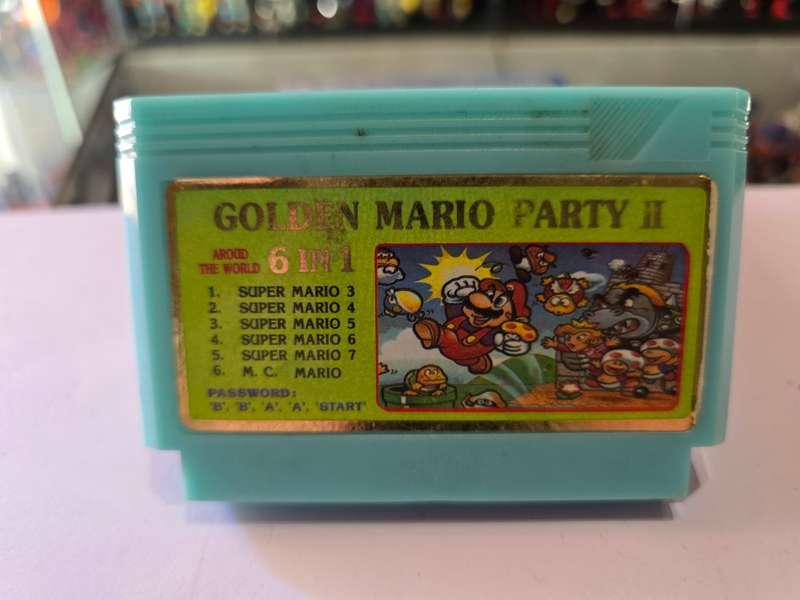 GOLDEN MARIO PARTY II
AROUD
THE WORLD
6 IN 1
1. SUPER MARIO 3
2. SUPER MARIO 4
3. SUPER MARIO 5
4. SUPER MARIO 6
5. SUPER MARIO 7
6. M. C. MARIO
PASSWORD:
'B', 'B', 'A', 'A', 'START'